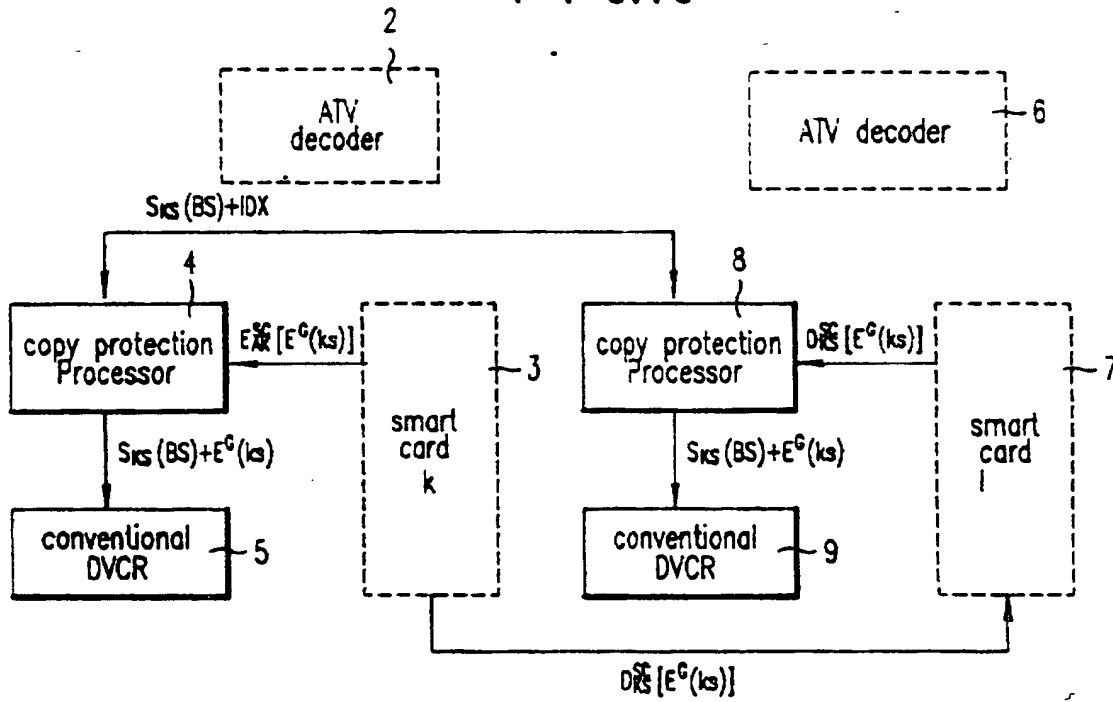 2
ATV
decoder
ATV decoder
6
SKS(BS)+IDX
4
8
copy protection
Processor
copy protection
Processor
3
7
smart
card
k
smart
card
l
SKS(BS)+E^G(ks)
SKS(BS)+E^G(ks)
conventional
DVCR
5
conventional
DVCR
9